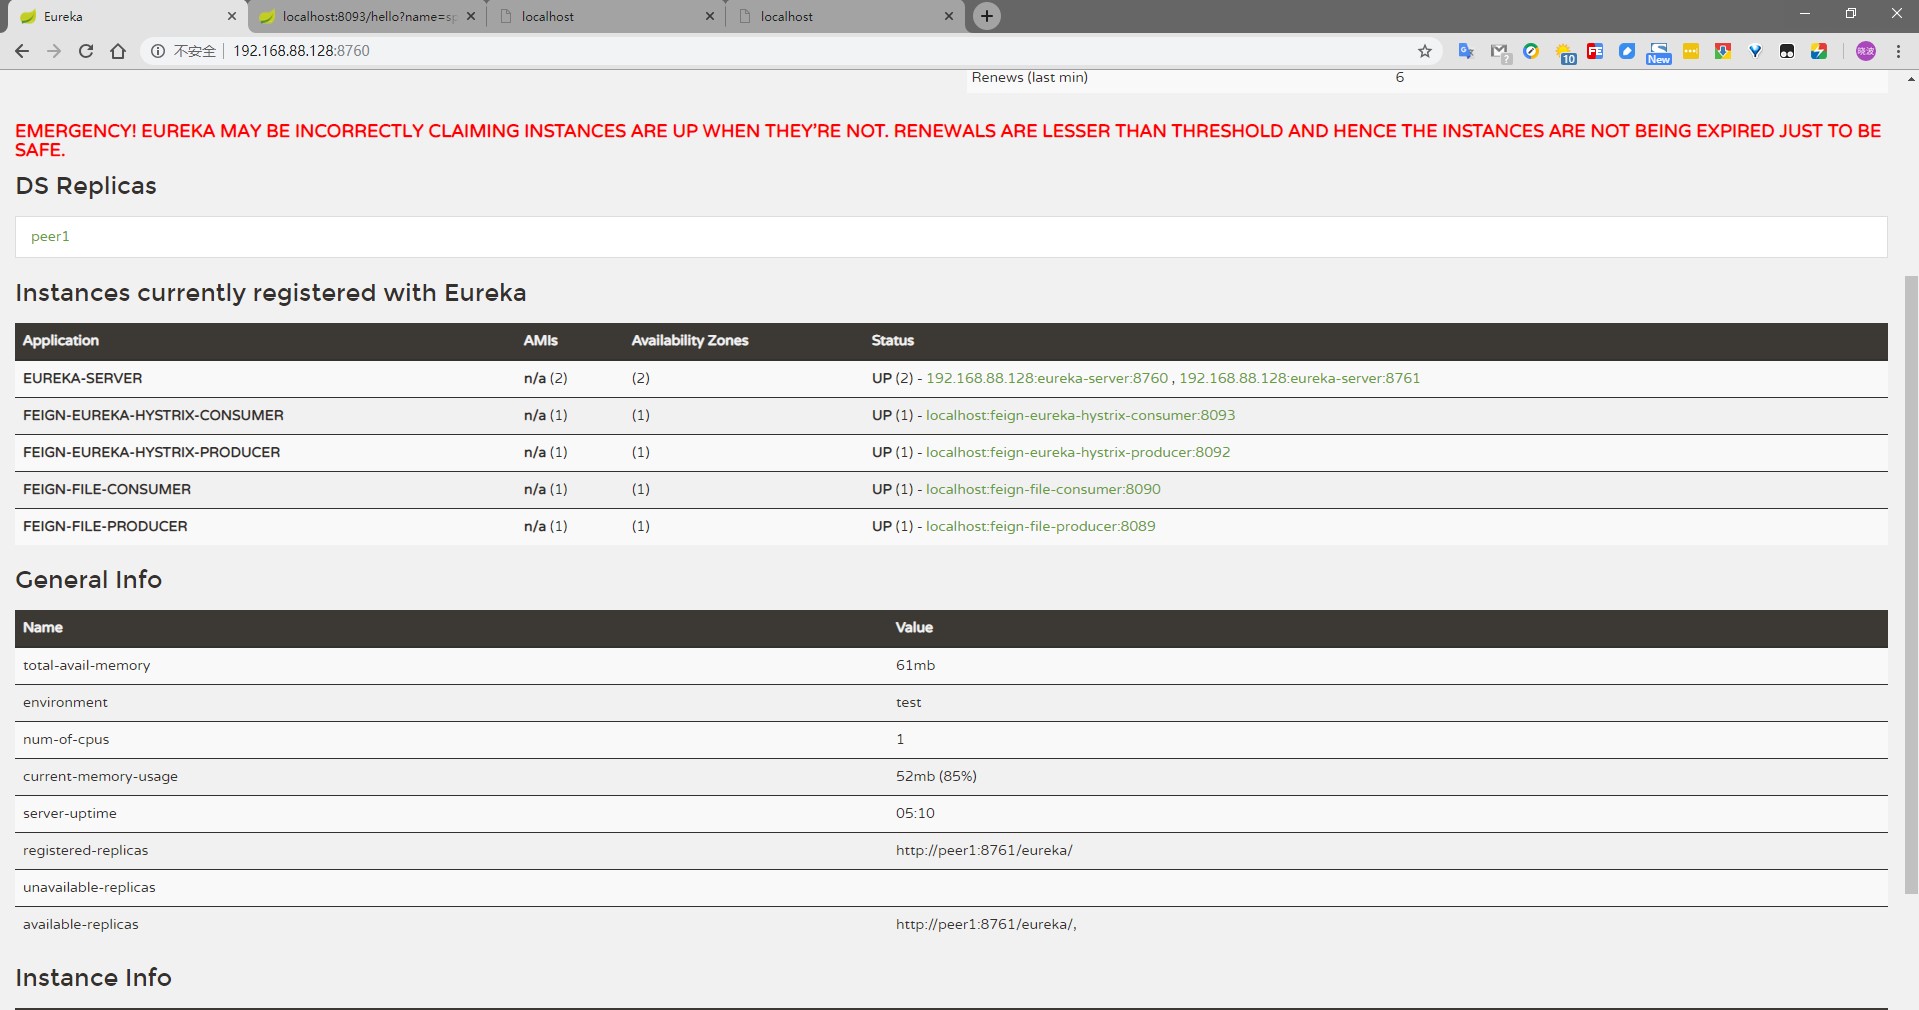 Eureka
localhost:8093/hello?name=sp
localhost
localhost
不安全
192.168.88.128:8760
10
FE
New
晓波
Renews (last min) 6
EMERGENCY! EUREKA MAY BE INCORRECTLY CLAIMING INSTANCES ARE UP WHEN THEY'RE NOT. RENEWALS ARE LESSER THAN THRESHOLD AND HENCE THE INSTANCES ARE NOT BEING EXPIRED JUST TO BE
SAFE.
DS Replicas
peer1
Instances currently registered with Eureka
Application AMIs Availability Zones Status
EUREKA-SERVER n/a (2) (2) UP (2) - 192.168.88.128:eureka-server:8760 , 192.168.88.128:eureka-server:8761
FEIGN-EUREKA-HYSTRIX-CONSUMER n/a (1) (1) UP (1) - localhost:feign-eureka-hystrix-consumer:8093
FEIGN-EUREKA-HYSTRIX-PRODUCER n/a (1) (1) UP (1) - localhost:feign-eureka-hystrix-producer:8092
FEIGN-FILE-CONSUMER n/a (1) (1) UP (1) - localhost:feign-file-consumer:8090
FEIGN-FILE-PRODUCER n/a (1) (1) UP (1) - localhost:feign-file-producer:8089
General Info
Name Value
total-avail-memory 61mb
environment test
num-of-cpus 1
current-memory-usage 52mb (85%)
server-uptime 05:10
registered-replicas http://peer1:8761/eureka/
unavailable-replicas
available-replicas http://peer1:8761/eureka/,
Instance Info